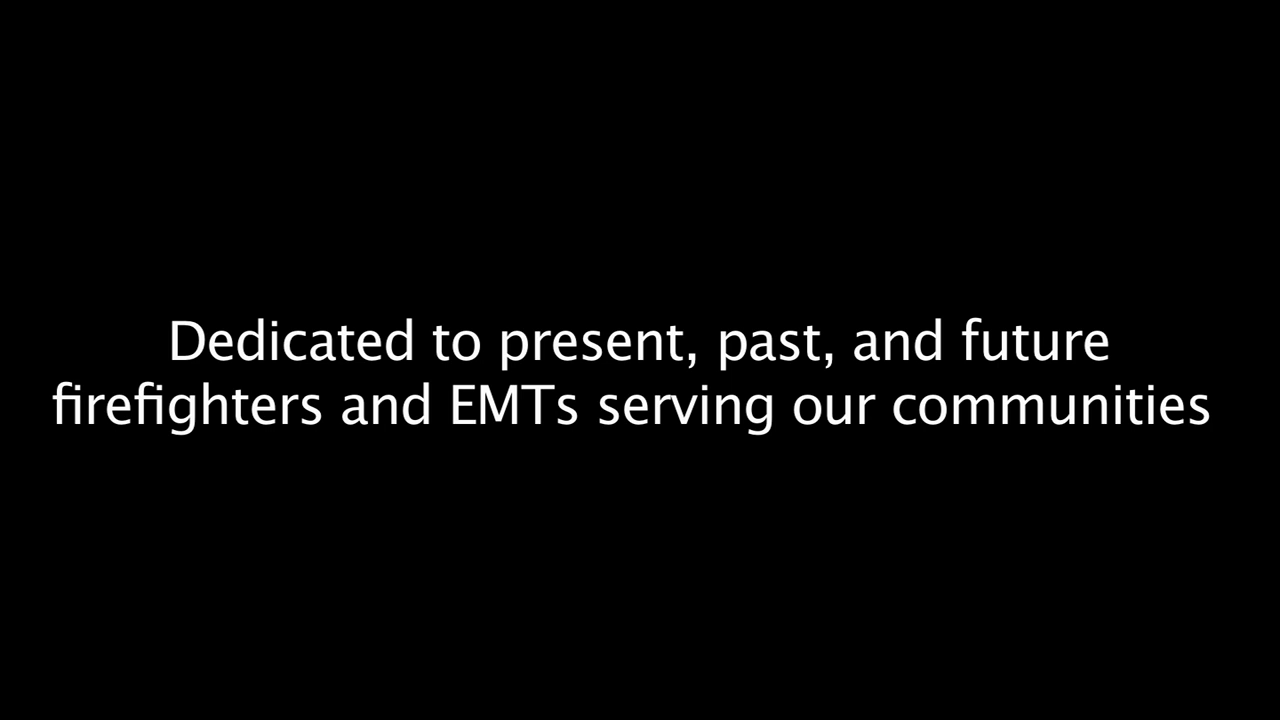 Dedicated to present, past, and future
firefighters and EMTs serving our communities